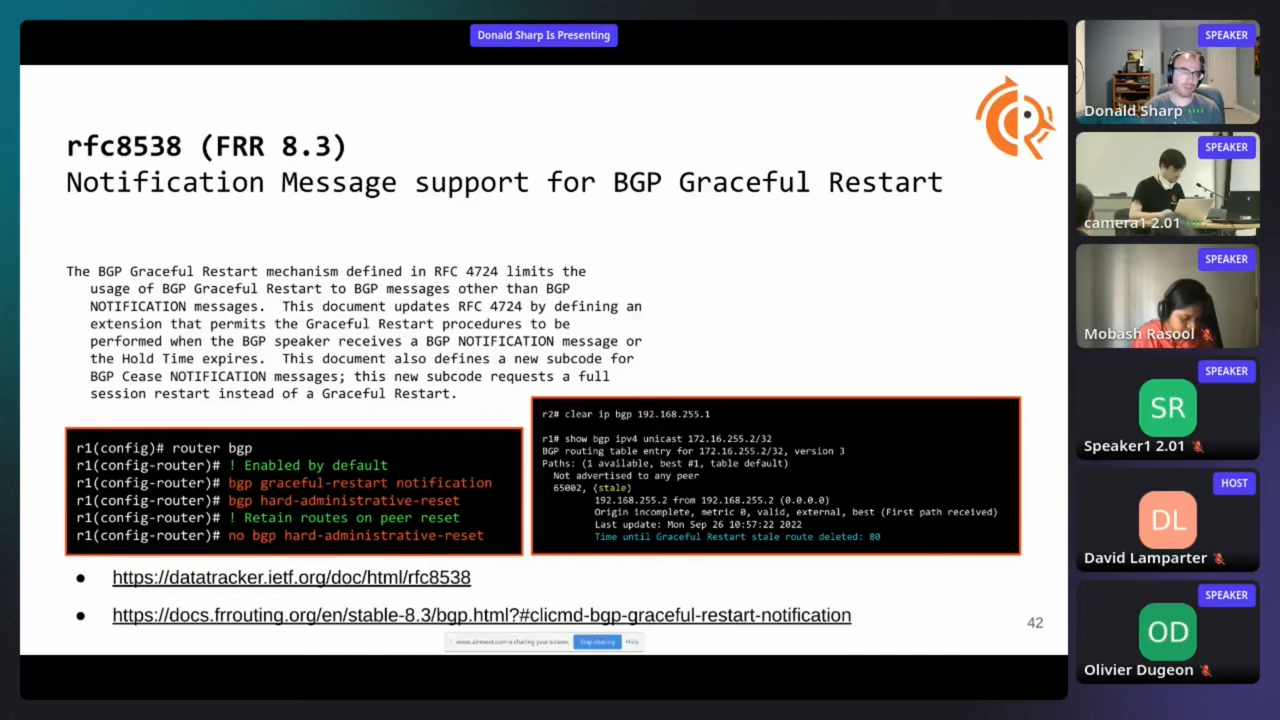 Donald Sharp Is Presenting
rfc8538 (FRR 8.3)
Notification Message support for BGP Graceful Restart
The BGP Graceful Restart mechanism defined in RFC 4724 limits the
usage of BGP Graceful Restart to BGP messages other than BGP
NOTIFICATION messages.  This document updates RFC 4724 by defining an
extension that permits the Graceful Restart procedures to be
performed when the BGP speaker receives a BGP NOTIFICATION message or
the Hold Time expires.  This document also defines a new subcode for
BGP Cease NOTIFICATION messages; this new subcode requests a full
session restart instead of a Graceful Restart.
r1(config)# router bgp
r1(config-router)# ! Enabled by default
r1(config-router)# bgp graceful-restart notification
r1(config-router)# bgp hard-administrative-reset
r1(config-router)# ! Retain routes on peer reset
r1(config-router)# no bgp hard-administrative-reset
r2# clear ip bgp 192.168.255.1
r1# show bgp ipv4 unicast 172.16.255.2/32
BGP routing table entry for 172.16.255.2/32, version 3
Paths: (1 available, best #1, table default)
Not advertised to any peer
65002, (stale)
192.168.255.2 from 192.168.255.2 (0.0.0.0)
Origin incomplete, metric 0, valid, external, best (First path received)
Last update: Mon Sep 26 10:57:22 2022
Time until Graceful Restart stale route deleted: 80
● https://datatracker.ietf.org/doc/html/rfc8538
● https://docs.frrouting.org/en/stable-8.3/bgp.html?#clicmd-bgp-graceful-restart-notification
42
www.airmeet.com is sharing your screen. Stop sharing Hide
SPEAKER
Donald Sharp
SPEAKER
camera1 2.01
SPEAKER
Mobash Rasool
SPEAKER
SR
Speaker1 2.01
HOST
DL
David Lamparter
SPEAKER
OD
Olivier Dugeon